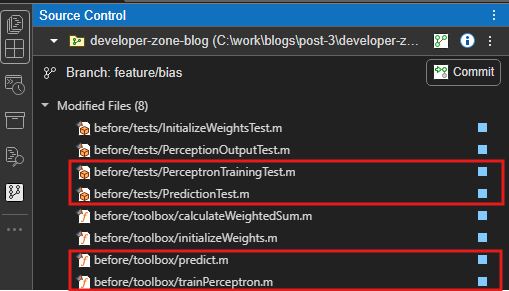 Source Control
developer-zone-blog (C:\work\blogs\post-3\developer-z...
Branch: feature/bias
Commit
Modified Files (8)
before/tests/InitializeWeightsTest.m
before/tests/PerceptionOutputTest.m
before/tests/PerceptronTrainingTest.m
before/tests/PredictionTest.m
before/toolbox/calculateWeightedSum.m
before/toolbox/initializeWeights.m
before/toolbox/predict.m
before/toolbox/trainPerceptron.m